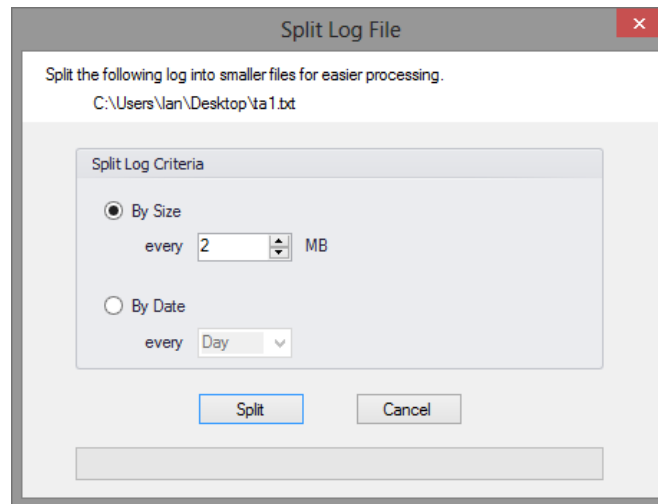 Split Log File
Split the following log into smaller files for easier processing.
C:\Users\Ian\Desktop\ta1.txt
Split Log Criteria
By Size
every 2 MB
By Date
every Day
Split Cancel